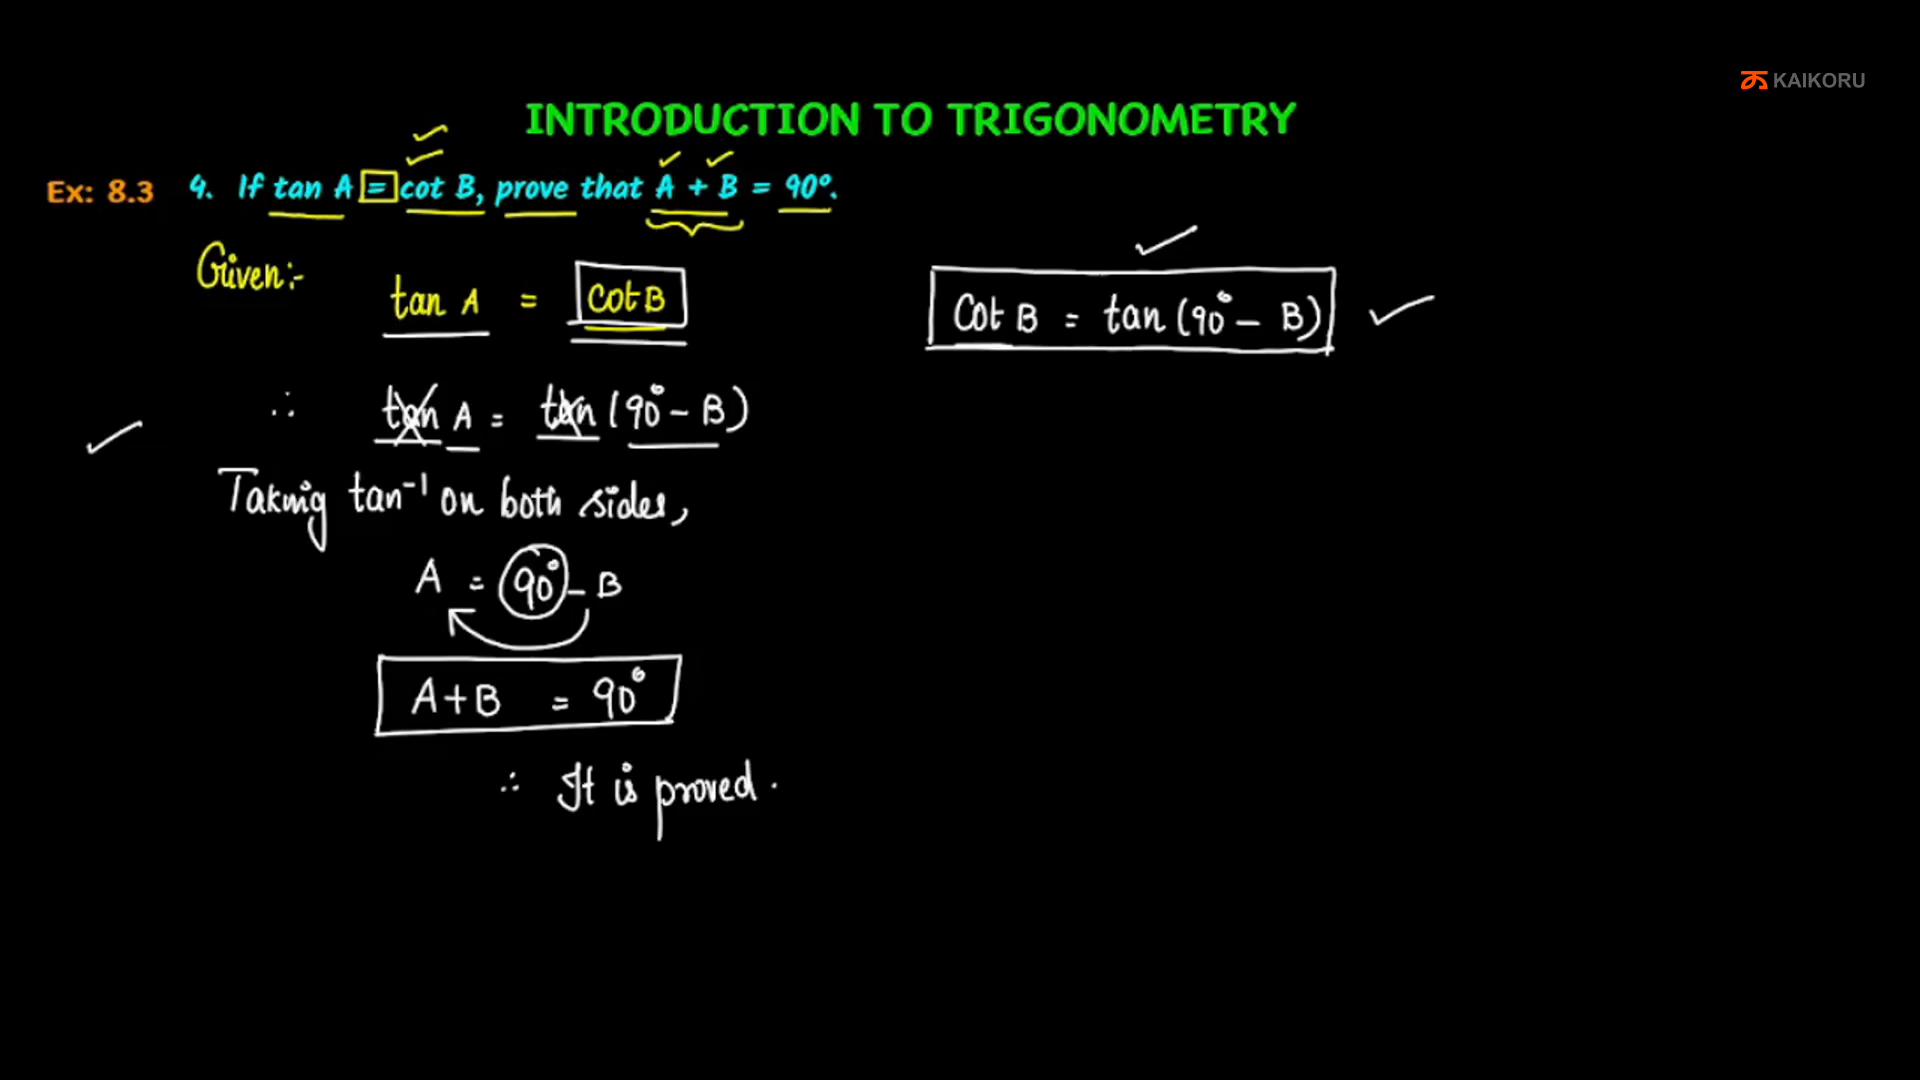 KAIKORU
INTRODUCTION TO TRIGONOMETRY
Ex: 8.3 4. If tan A = cot B, prove that A + B = 90°.
Given:-
tan A = Cot B
Cot B = tan (90° - B)
∴ tan A = tan (90° - B)
Taking tan⁻¹ on both sides,
A = 90° - B
A+B = 90°
∴ It is proved.